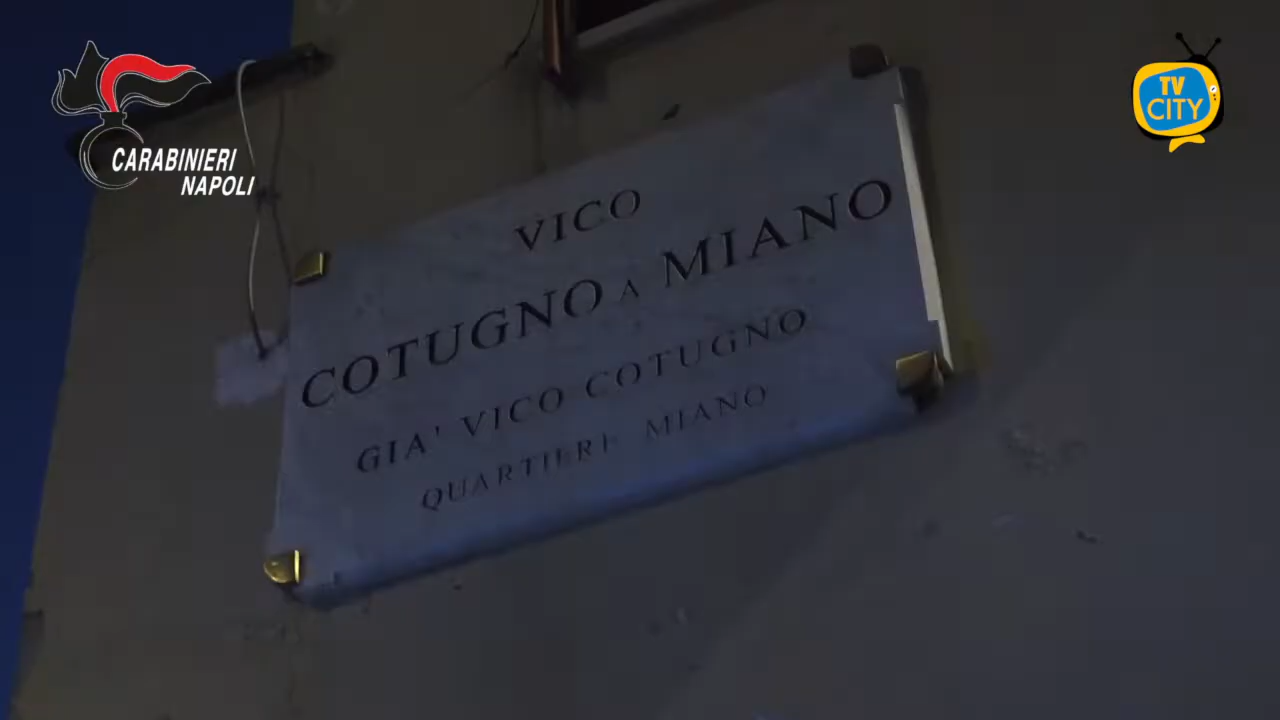 CARABINIERI
NAPOLI
TV
CITY
VICO
COTUGNO A MIANO
GIA' VICO COTUGNO
QUARTIERE MIANO